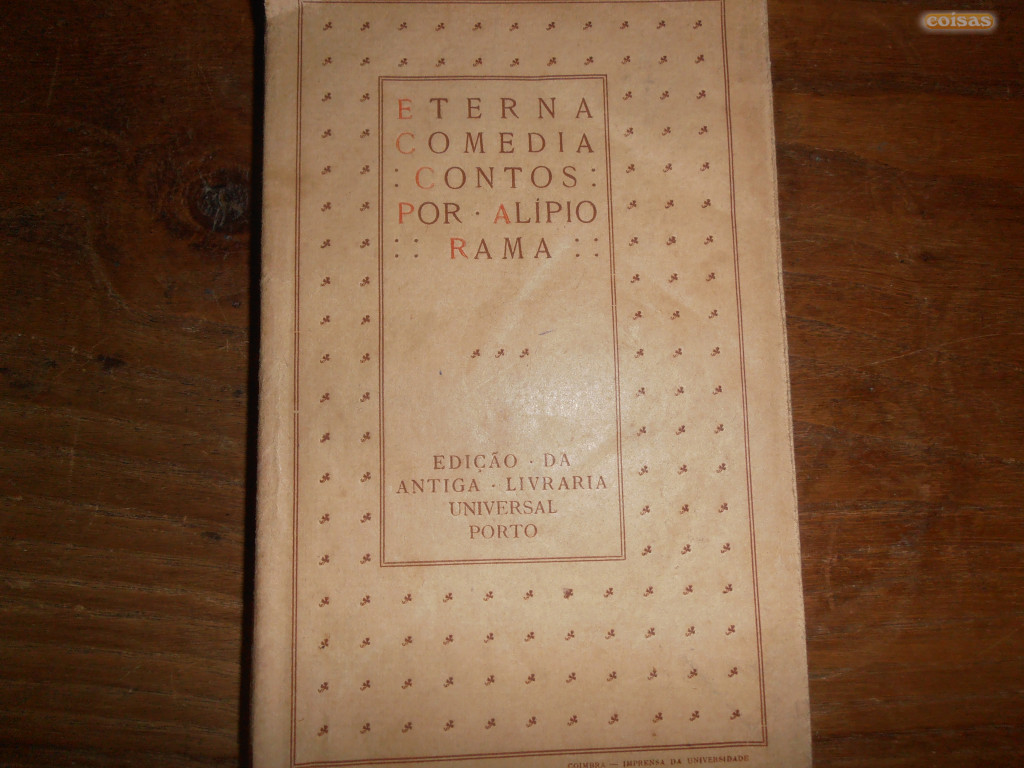 coisas
ETERNA
COMEDIA
: CONTOS :
POR · ALÍPIO
:: RAMA ::
EDIÇÃO · DA
ANTIGA · LIVRARIA
UNIVERSAL
PORTO
COIMBRA — IMPRENSA DA UNIVERSIDADE